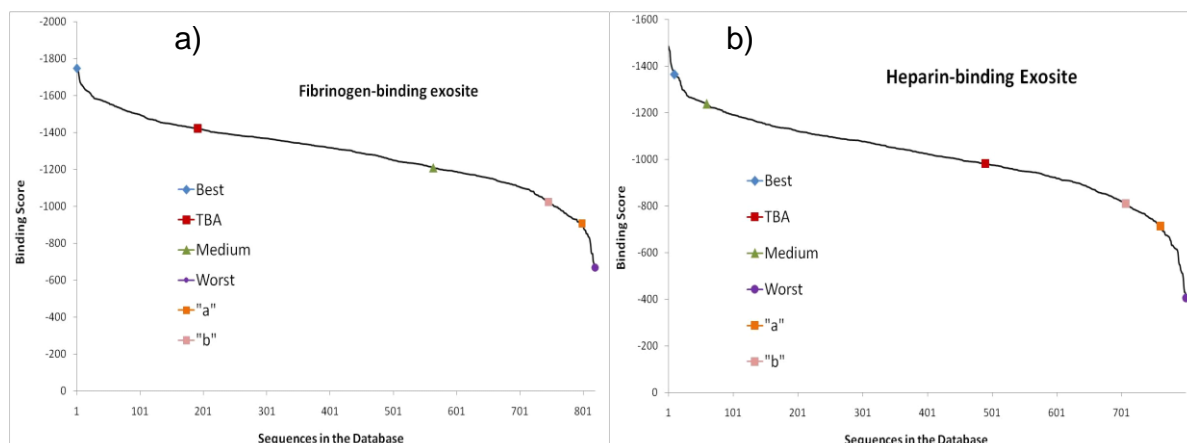 a)
Fibrinogen-binding exosite
Binding Score
-2000
-1800
-1600
-1400
-1200
-1000
-800
-600
-400
-200
0
Best
TBA
Medium
Worst
"a"
"b"
1 101 201 301 401 501 601 701 801
Sequences in the Database
b)
Heparin-binding Exosite
Binding Score
-1600
-1400
-1200
-1000
-800
-600
-400
-200
0
Best
TBA
Medium
Worst
"a"
"b"
1 101 201 301 401 501 601 701
Sequences in the Database